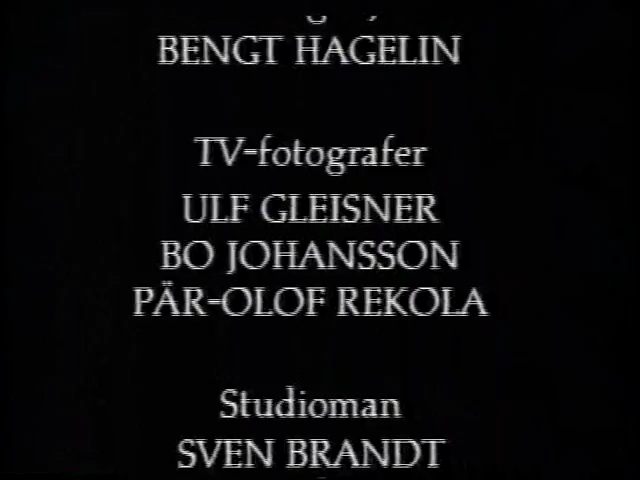 BENGT HAGELIN
TV-fotografer
ULF GLEISNER
BO JOHANSSON
PÄR-OLOF REKOLA
Studioman
SVEN BRANDT